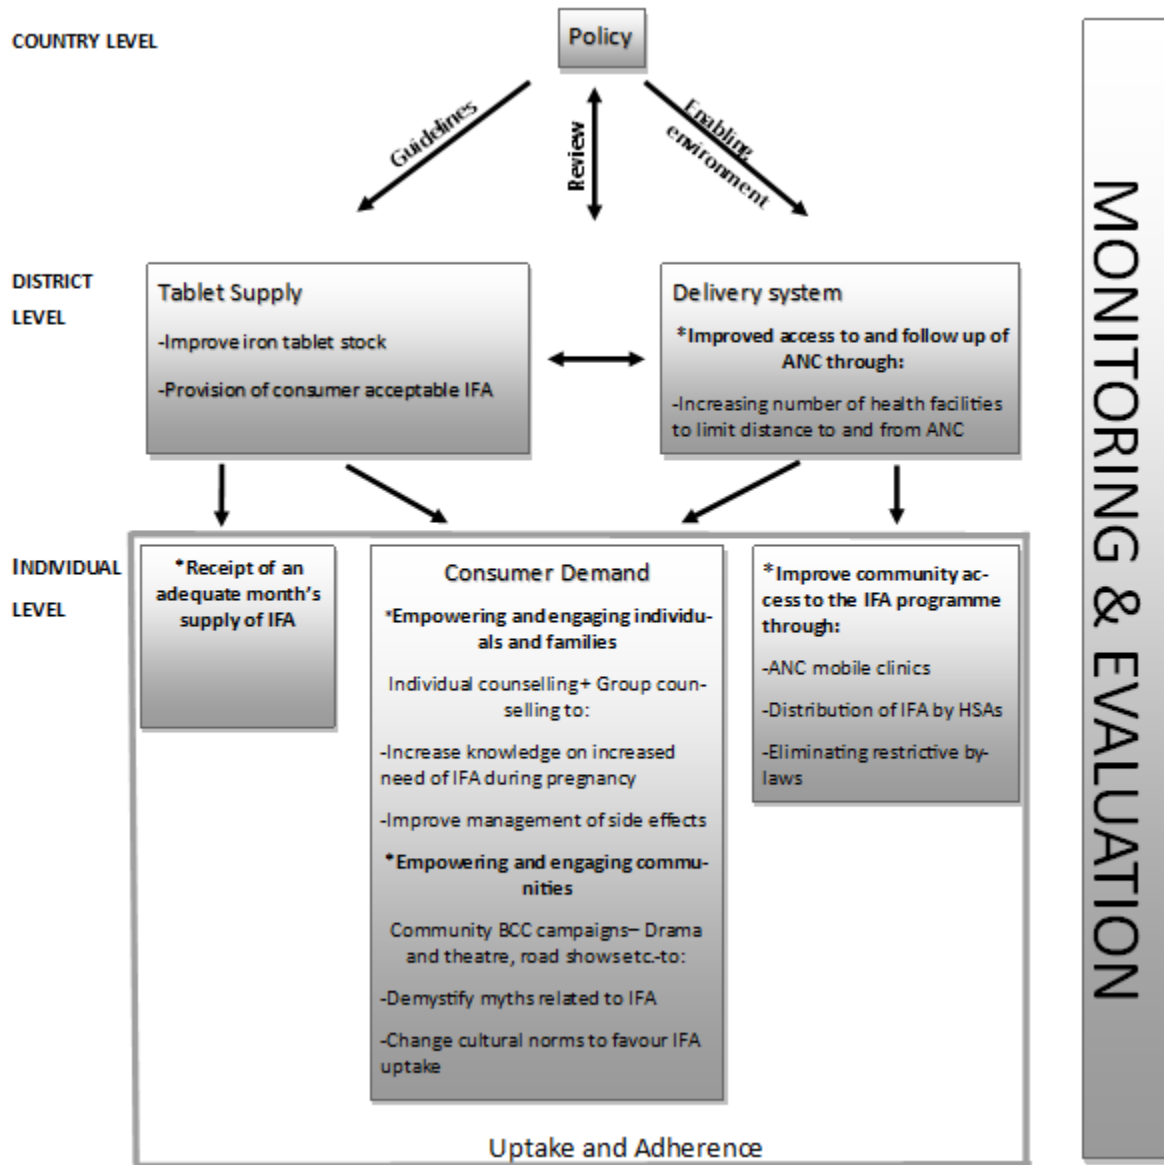 COUNTRY LEVEL
Policy
Guidelines
Review
Enabling
environment
DISTRICT
LEVEL
Tablet Supply
-Improve iron tablet stock
-Provision of consumer acceptable IFA
Delivery system
*Improved access to and follow up of
ANC through:
-Increasing number of health facilities
to limit distance to and from ANC
INDIVIDUAL
LEVEL
*Receipt of an
adequate month's
supply of IFA
Consumer Demand
*Empowering and engaging individu-
als and families
Individual counselling+ Group coun-
selling to:
-Increase knowledge on increased
need of IFA during pregnancy
-Improve management of side effects
*Empowering and engaging commu-
nities
Community BCC campaigns– Drama
and theatre, road shows etc.-to:
-Demystify myths related to IFA
-Change cultural norms to favour IFA
uptake
*Improve community ac-
cess to the IFA programme
through:
-ANC mobile clinics
-Distribution of IFA by HSAs
-Eliminating restrictive by-
laws
Uptake and Adherence
MONITORING & EVALUATION